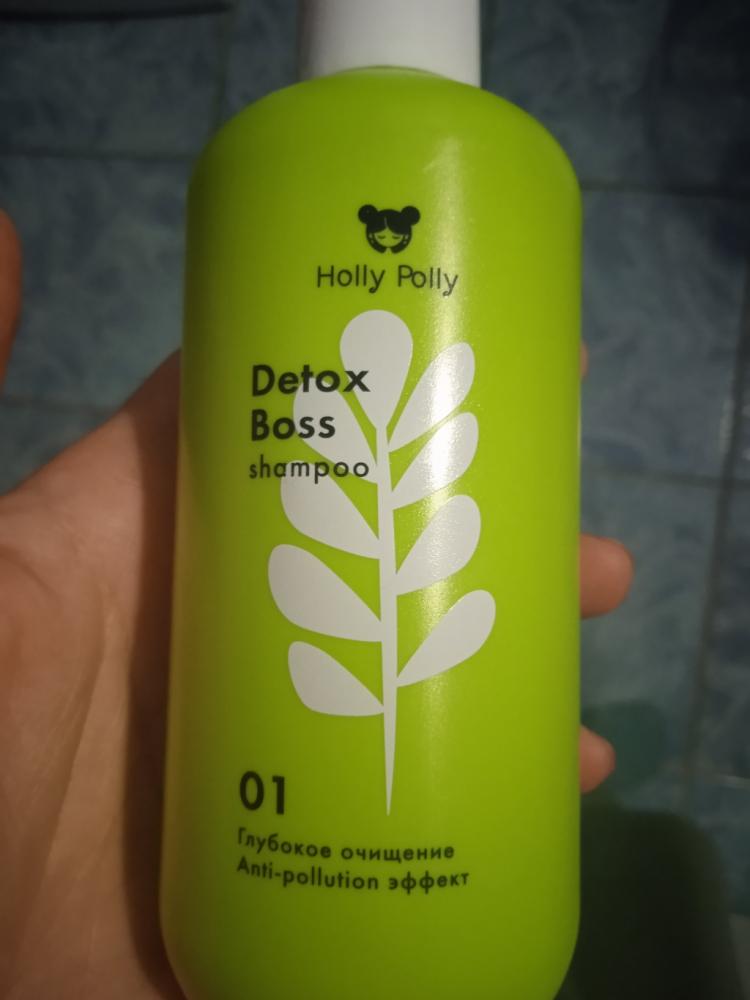 Holly Polly
Detox
Boss
shampoo
01
Глубокое очищение
Anti-pollution эффект